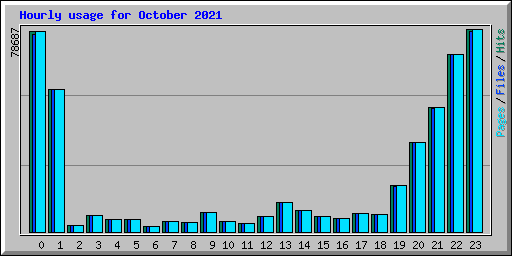 Hourly usage for October 2021
78687
Pages/Files/Hits
0 1 2 3 4 5 6 7 8 9 10 11 12 13 14 15 16 17 18 19 20 21 22 23